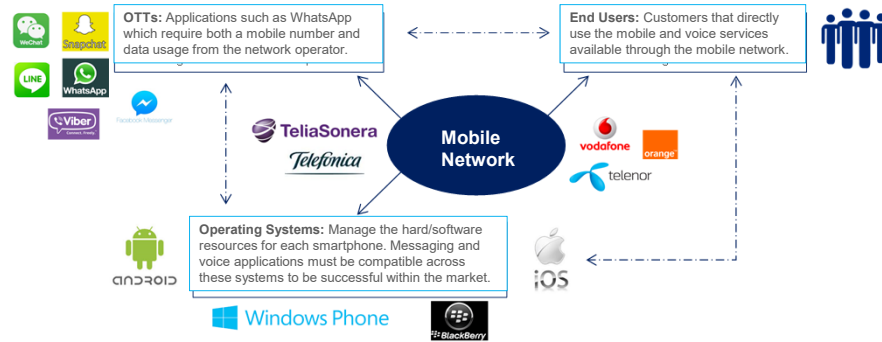 OTTs: Applications such as WhatsApp
which require both a mobile number and
data usage from the network operator.
End Users: Customers that directly
use the mobile and voice services
available through the mobile network.
WeChat
Snapchat
LINE
WhatsApp
Viber
Connect. Freely.
Facebook Messenger
TeliaSonera
Telefónica
Mobile
Network
vodafone
orange™
telenor
Operating Systems: Manage the hard/software
resources for each smartphone. Messaging and
voice applications must be compatible across
these systems to be successful within the market.
ANDROID
iOS
Windows Phone
BlackBerry